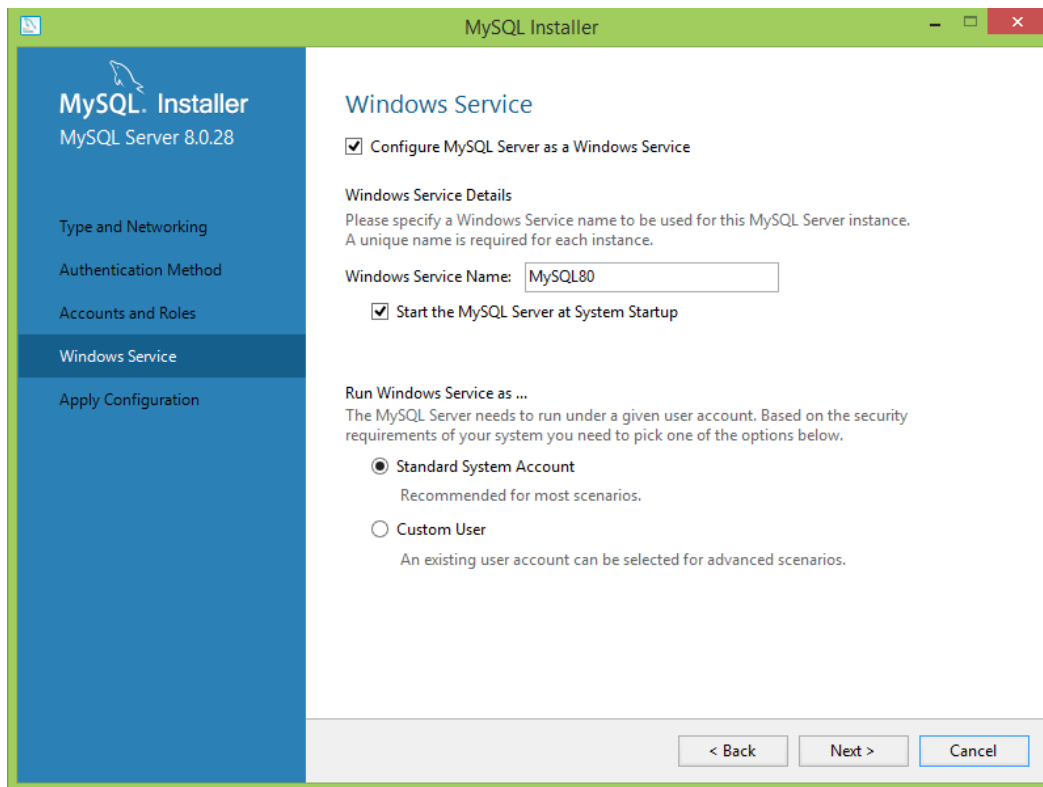 MySQL Installer
MySQL. Installer
MySQL Server 8.0.28
Type and Networking
Authentication Method
Accounts and Roles
Windows Service
Apply Configuration
Windows Service
Configure MySQL Server as a Windows Service
Windows Service Details
Please specify a Windows Service name to be used for this MySQL Server instance.
A unique name is required for each instance.
Windows Service Name: MySQL80
Start the MySQL Server at System Startup
Run Windows Service as ...
The MySQL Server needs to run under a given user account. Based on the security
requirements of your system you need to pick one of the options below.
Standard System Account
Recommended for most scenarios.
Custom User
An existing user account can be selected for advanced scenarios.
< Back Next > Cancel